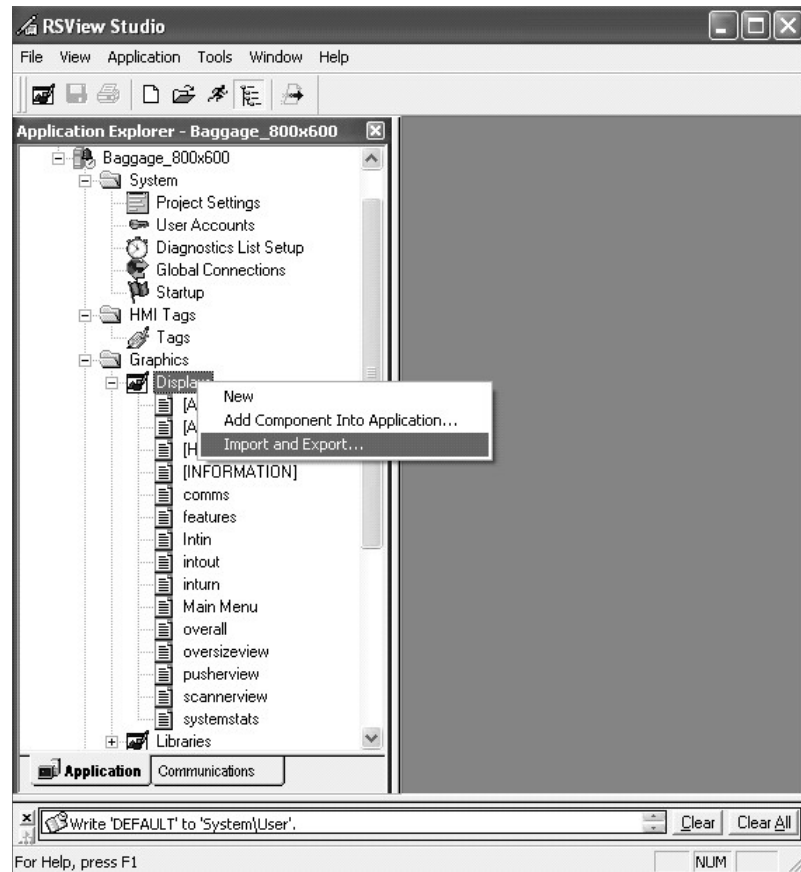 RSView Studio
File View Application Tools Window Help
Application Explorer - Baggage_800x600
Baggage_800x600
System
Project Settings
User Accounts
Diagnostics List Setup
Global Connections
Startup
HMI Tags
Tags
Graphics
Display
New
[A
Add Component Into Application...
[A
Import and Export...
[H
[INFORMATION]
comms
features
Intin
intout
inturn
Main Menu
overall
oversizeview
pusherview
scannerview
systemstats
Libraries
Application Communications
Write 'DEFAULT' to 'System\User'.
Clear Clear All
For Help, press F1
NUM